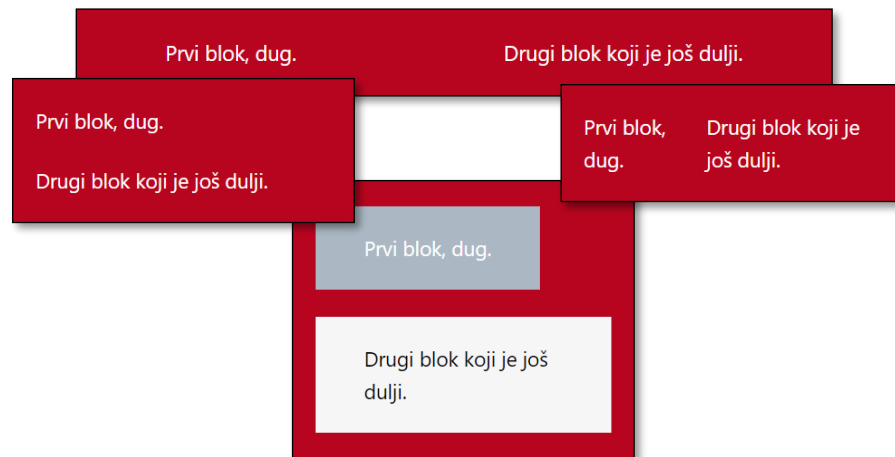 Prvi blok, dug.
Drugi blok koji je još dulji.
Prvi blok, dug.
Drugi blok koji je još dulji.
Prvi blok,
dug.
Drugi blok koji je
još dulji.
Prvi blok, dug.
Drugi blok koji je još
dulji.